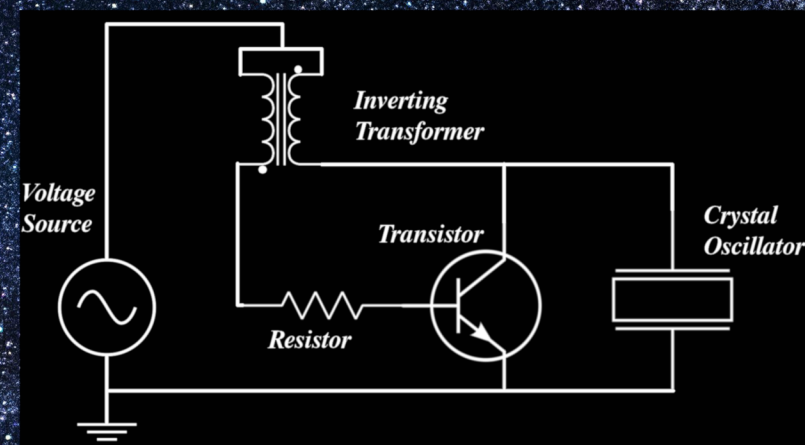 Inverting
Transformer
Voltage
Source
Transistor
Crystal
Oscillator
Resistor